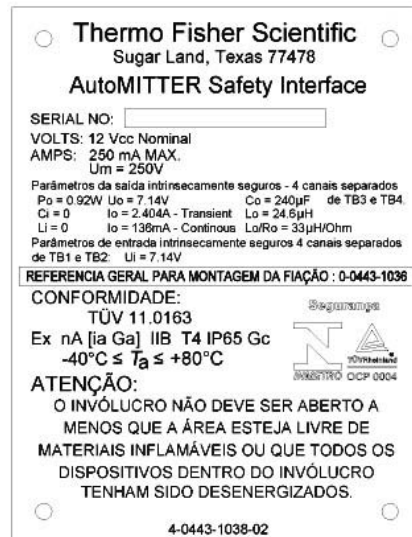 Thermo Fisher Scientific
Sugar Land, Texas 77478
AutoMITTER Safety Interface
SERIAL NO:
VOLTS: 12 Vcc Nominal
AMPS: 250 mA MAX.
Um = 250V
Parâmetros da saída intrinsecamente seguros - 4 canais separados
Po = 0.92W Uo = 7.14V Co = 240µF de TB3 e TB4.
Ci = 0 Io = 2.404A - Transient Lo = 24.6µH
Li = 0 Io = 136mA - Continous Lo/Ro = 33µH/Ohm
Parâmetros de entrada intrinsecamente seguros 4 canais separados
de TB1 e TB2: Ui = 7.14V
REFERENCIA GERAL PARA MONTAGEM DA FIAÇÃO : 0-0443-1036
CONFORMIDADE:
TÜV 11.0163
Ex nA [ia Ga] IIB T4 IP65 Gc
-40°C ≤ Ta ≤ +80°C
Segurança
TÜVRheinland
INMETRO OCP 0004
ATENÇÃO:
O INVÓLUCRO NÃO DEVE SER ABERTO A
MENOS QUE A ÁREA ESTEJA LIVRE DE
MATERIAIS INFLAMÁVEIS OU QUE TODOS OS
DISPOSITIVOS DENTRO DO INVÓLUCRO
TENHAM SIDO DESENERGIZADOS.
4-0443-1038-02